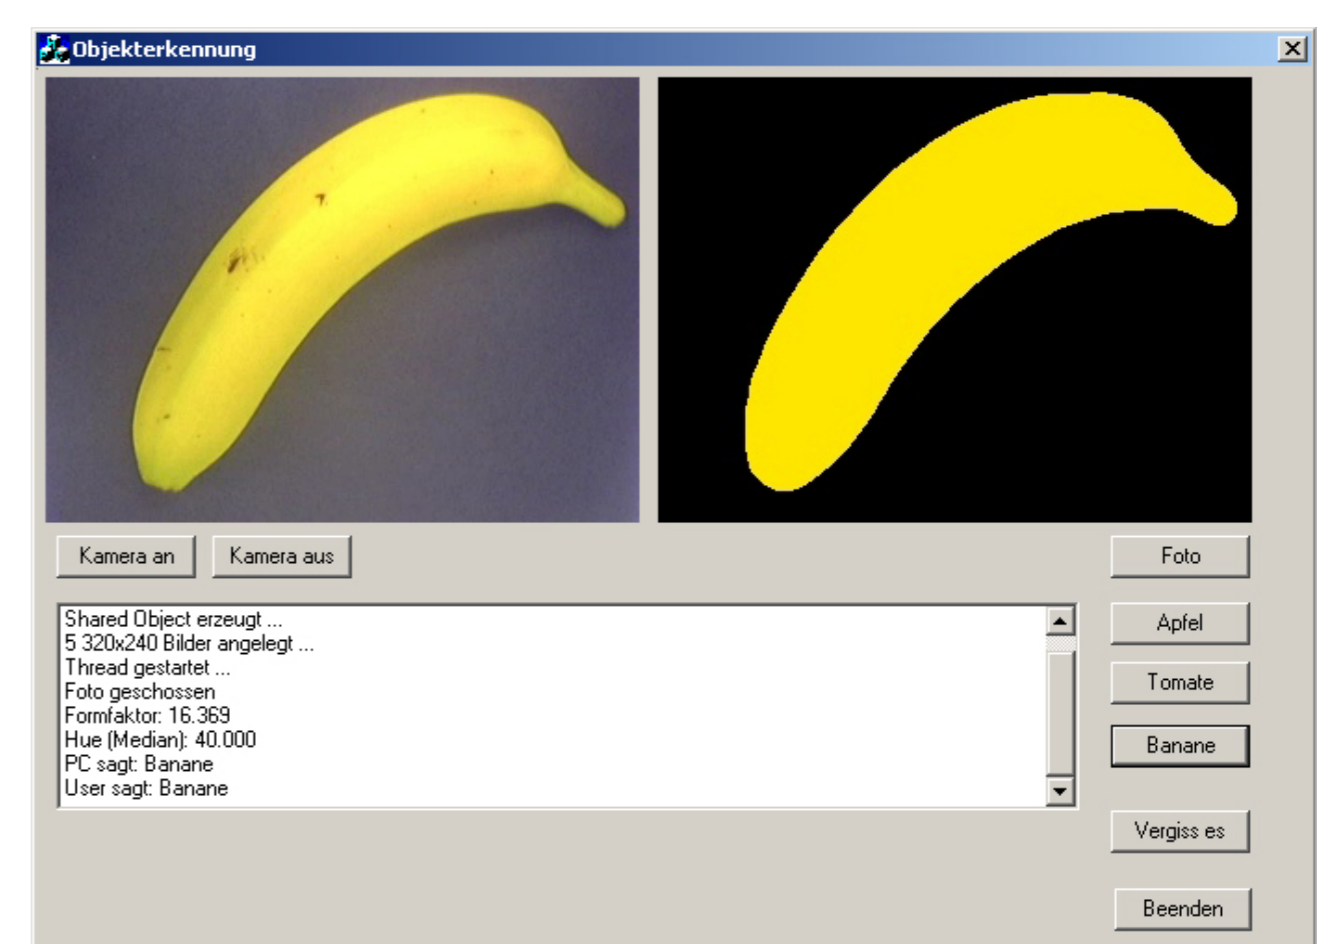 Objekterkennung
Kamera an
Kamera aus
Foto
Shared Object erzeugt ...
5 320x240 Bilder angelegt ...
Thread gestartet ...
Foto geschossen
Formfaktor: 16.369
Hue (Median): 40.000
PC sagt: Banane
User sagt: Banane
Apfel
Tomate
Banane
Vergiss es
Beenden